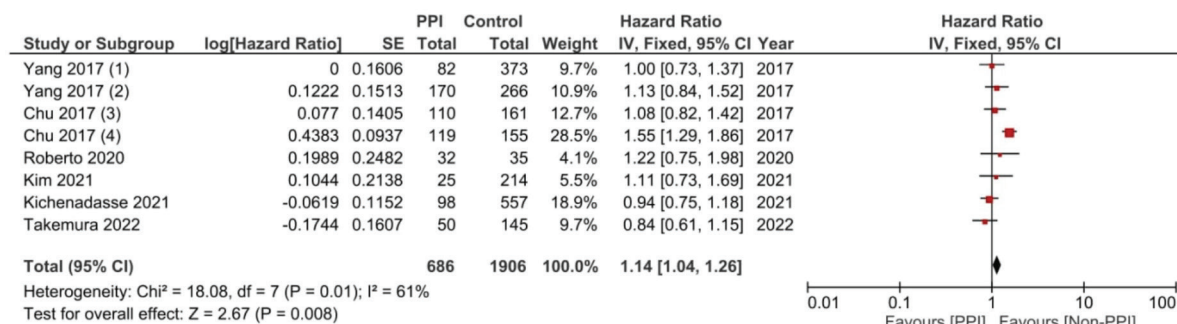 PPI Control Hazard Ratio Hazard Ratio
Study or Subgroup log[Hazard Ratio] SE Total Total Weight IV, Fixed, 95% CI Year IV, Fixed, 95% CI
Yang 2017 (1) 0 0.1606 82 373 9.7% 1.00 [0.73, 1.37] 2017
Yang 2017 (2) 0.1222 0.1513 170 266 10.9% 1.13 [0.84, 1.52] 2017
Chu 2017 (3) 0.077 0.1405 110 161 12.7% 1.08 [0.82, 1.42] 2017
Chu 2017 (4) 0.4383 0.0937 119 155 28.5% 1.55 [1.29, 1.86] 2017
Roberto 2020 0.1989 0.2482 32 35 4.1% 1.22 [0.75, 1.98] 2020
Kim 2021 0.1044 0.2138 25 214 5.5% 1.11 [0.73, 1.69] 2021
Kichenadasse 2021 -0.0619 0.1152 98 557 18.9% 0.94 [0.75, 1.18] 2021
Takemura 2022 -0.1744 0.1607 50 145 9.7% 0.84 [0.61, 1.15] 2022
Total (95% CI) 686 1906 100.0% 1.14 [1.04, 1.26]
Heterogeneity: Chi² = 18.08, df = 7 (P = 0.01); I² = 61%
Test for overall effect: Z = 2.67 (P = 0.008)
0.01 0.1 1 10 100
Favours [PPI] Favours [Non-PPI]